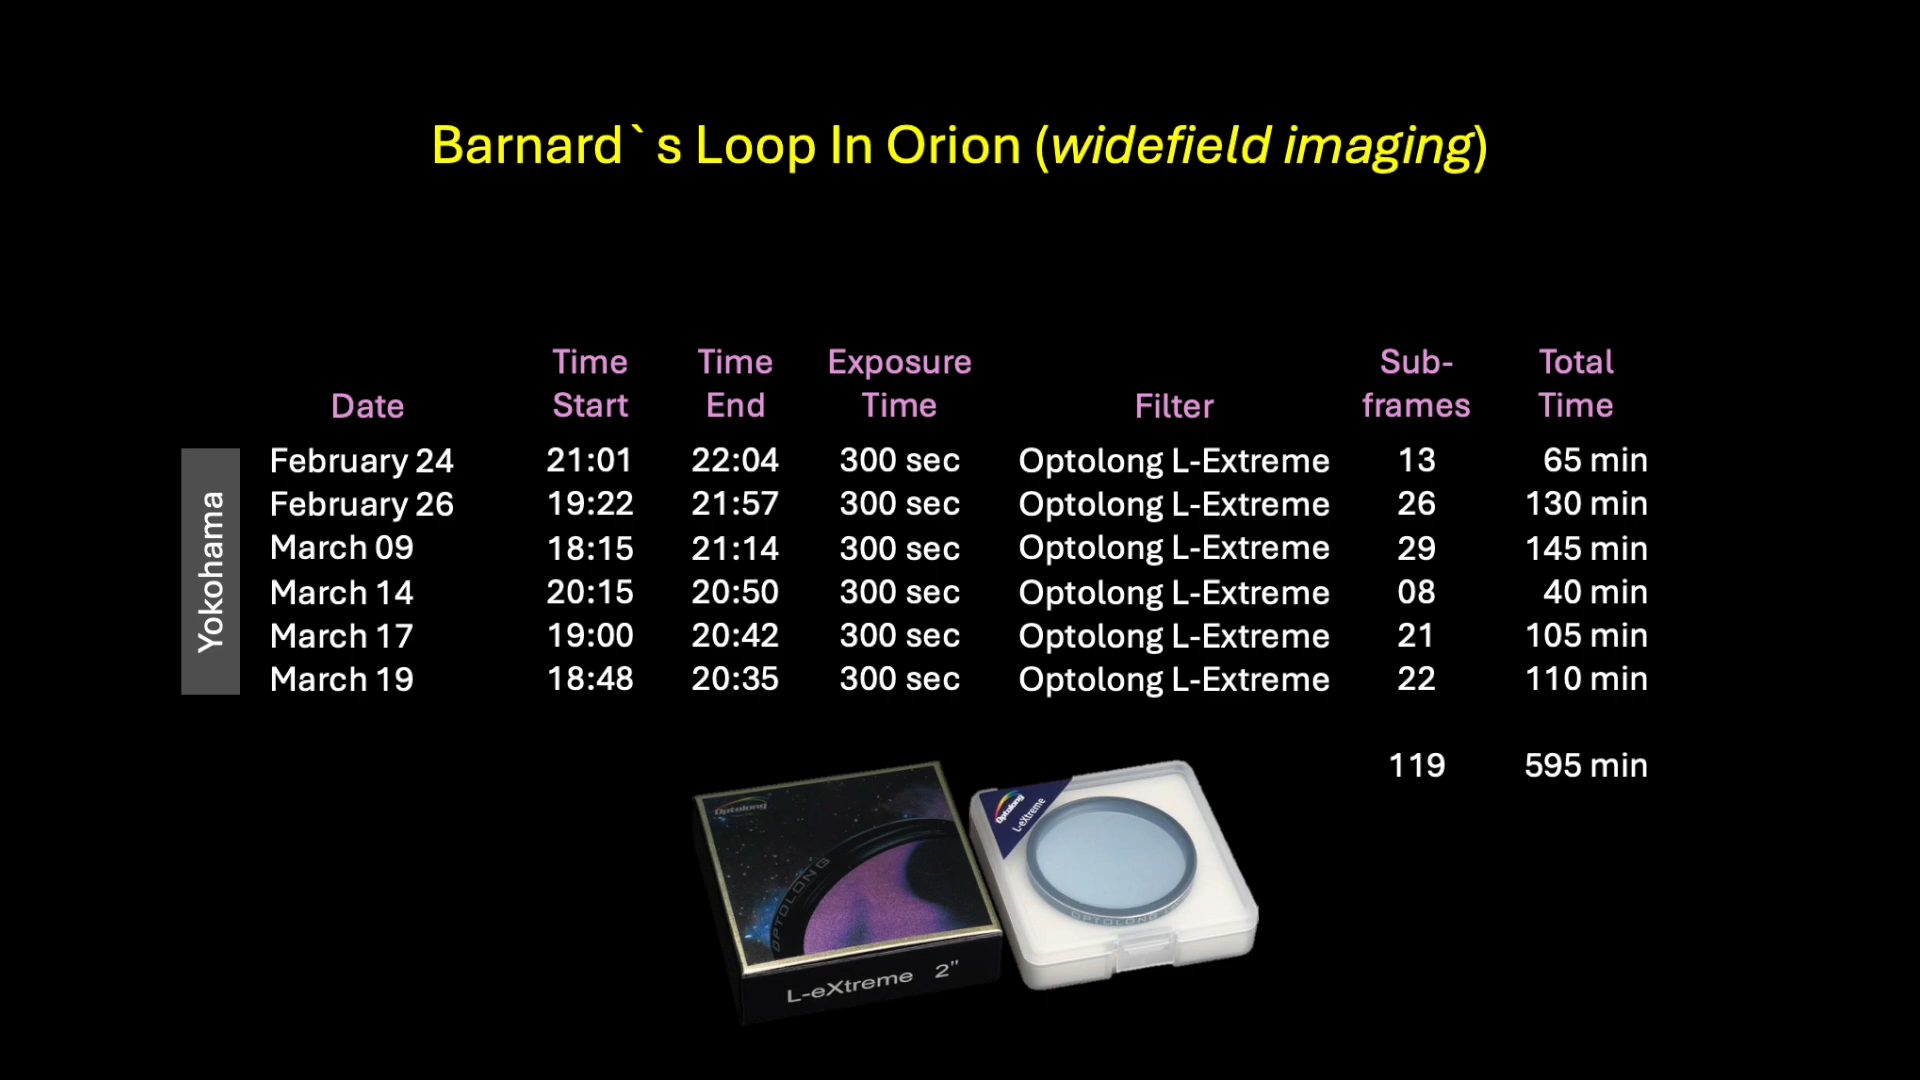 Barnard`s Loop In Orion (widefield imaging)
Date Time Start Time End Exposure Time Filter Sub-frames Total Time
Yokohama
February 24 21:01 22:04 300 sec Optolong L-Extreme 13 65 min
February 26 19:22 21:57 300 sec Optolong L-Extreme 26 130 min
March 09 18:15 21:14 300 sec Optolong L-Extreme 29 145 min
March 14 20:15 20:50 300 sec Optolong L-Extreme 08 40 min
March 17 19:00 20:42 300 sec Optolong L-Extreme 21 105 min
March 19 18:48 20:35 300 sec Optolong L-Extreme 22 110 min
119 595 min
Optolong
OPTOLONG
L-eXtreme 2"
Optolong
L-eXtreme
OPTOLONG